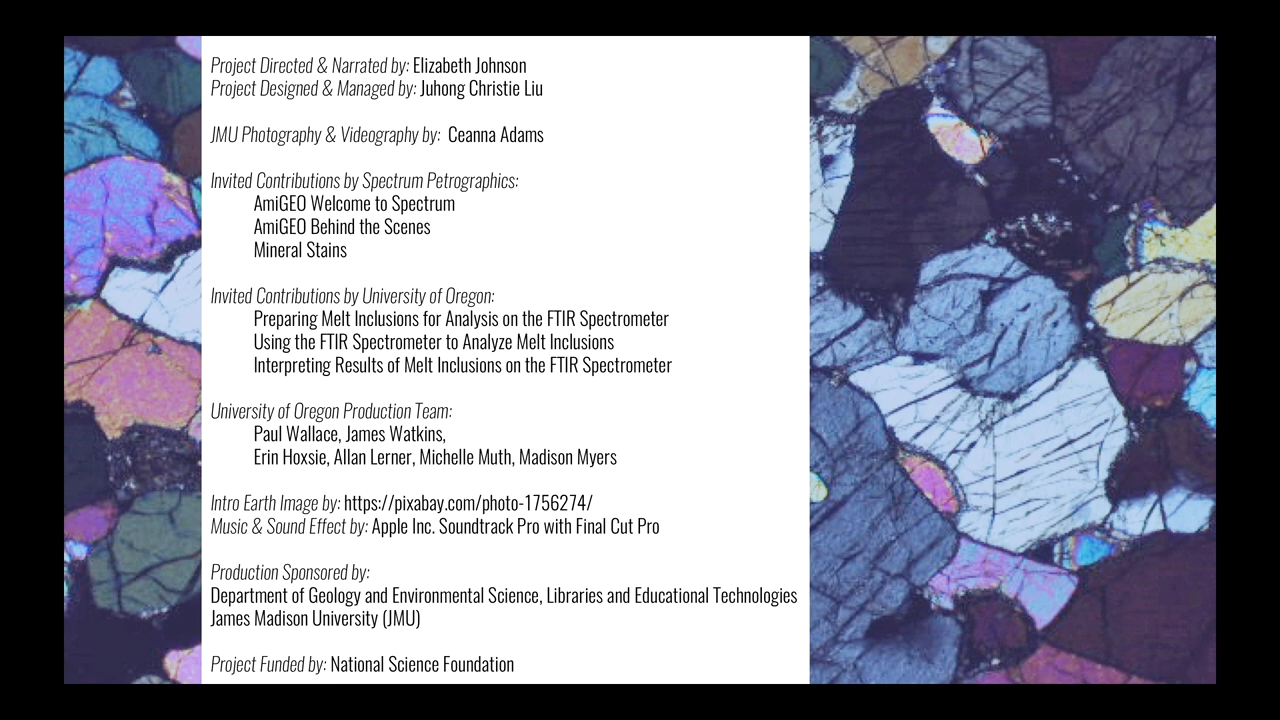 Project Directed & Narrated by: Elizabeth Johnson
Project Designed & Managed by: Juhong Christie Liu
JMU Photography & Videography by: Ceanna Adams
Invited Contributions by Spectrum Petrographics:
AmiGEO Welcome to Spectrum
AmiGEO Behind the Scenes
Mineral Stains
Invited Contributions by University of Oregon:
Preparing Melt Inclusions for Analysis on the FTIR Spectrometer
Using the FTIR Spectrometer to Analyze Melt Inclusions
Interpreting Results of Melt Inclusions on the FTIR Spectrometer
University of Oregon Production Team:
Paul Wallace, James Watkins,
Erin Hoxsie, Allan Lerner, Michelle Muth, Madison Myers
Intro Earth Image by: https://pixabay.com/photo-1756274/
Music & Sound Effect by: Apple Inc. Soundtrack Pro with Final Cut Pro
Production Sponsored by:
Department of Geology and Environmental Science, Libraries and Educational Technologies
James Madison University (JMU)
Project Funded by: National Science Foundation